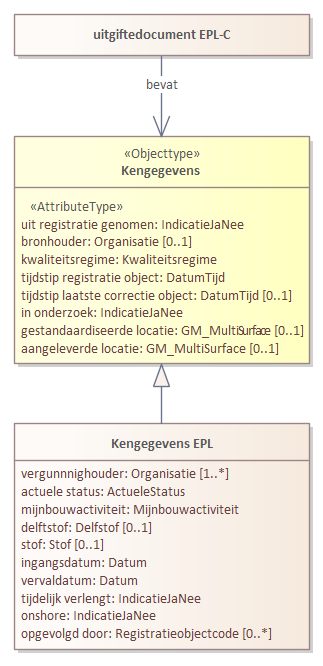 uitgiftedocument EPL-C
bevat
«Objecttype»
Kengegevens
«AttributeType»
uit registratie genomen: IndicatieJaNee
bronhouder: Organisatie [0..1]
kwaliteitsregime: Kwaliteitsregime
tijdstip registratie object: DatumTijd
tijdstip laatste correctie object: DatumTijd [0..1]
in onderzoek: IndicatieJaNee
gestandaardiseerde locatie: GM_MultiSurface [0..1]
aangeleverde locatie: GM_MultiSurface [0..1]
Kengegevens EPL
vergunnnighouder: Organisatie [1..*]
actuele status: ActueleStatus
mijnbouwactiviteit: Mijnbouwactiviteit
delftstof: Delfstof [0..1]
stof: Stof [0..1]
ingangsdatum: Datum
vervaldatum: Datum
tijdelijk verlengt: IndicatieJaNee
onshore: IndicatieJaNee
opgevolgd door: Registratieobjectcode [0..*]